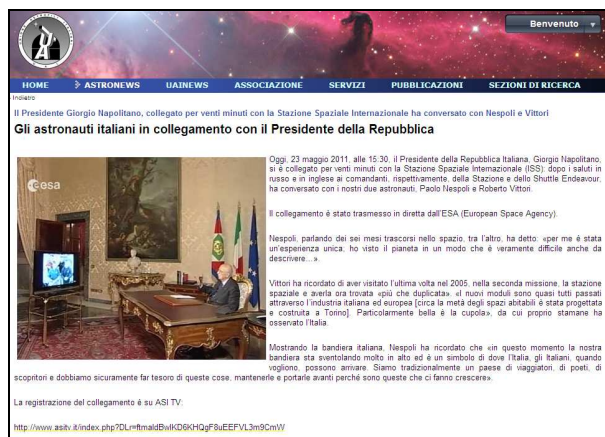 Benvenuto
HOME ASTRONEWS UAINEWS ASSOCIAZIONE SERVIZI PUBBLICAZIONI SEZIONI DI RICERCA
Indietro
Il Presidente Giorgio Napolitano, collegato per venti minuti con la Stazione Spaziale Internazionale ha conversato con Nespoli e Vittori
Gli astronauti italiani in collegamento con il Presidente della Repubblica
esa
Oggi, 23 maggio 2011, alle 15:30, il Presidente della Repubblica Italiana, Giorgio Napolitano,
si è collegato per venti minuti con la Stazione Spaziale Internazionale (ISS): dopo i saluti in
russo e in inglese ai comandanti, rispettivamente, della Stazione e dello Shuttle Endeavour,
ha conversato con i nostri due astronauti, Paolo Nespoli e Roberto Vittori.
Il collegamento è stato trasmesso in diretta dall'ESA (European Space Agency).
Nespoli, parlando dei sei mesi trascorsi nello spazio, tra l'altro, ha detto: «per me è stata
un'esperienza unica, ho visto il pianeta in un modo che è veramente difficile anche da
descrivere...».
Vittori ha ricordato di aver visitato l'ultima volta nel 2005, nella seconda missione, la stazione
spaziale e averla ora trovata «più che duplicata». «I nuovi moduli sono quasi tutti passati
attraverso l'industria italiana ed europea [circa la metà degli spazi abitabili è stata progettata
e costruita a Torino]. Particolarmente bella è la cupola», da cui proprio stamane ha
osservato l'Italia.
Mostrando la bandiera italiana, Nespoli ha ricordato che «in questo momento la nostra
bandiera sta sventolando molto in alto ed è un simbolo di dove l'Italia, gli Italiani, quando
vogliono, possono arrivare. Siamo tradizionalmente un paese di viaggiatori, di poeti, di
scopritori e dobbiamo sicuramente far tesoro di queste cose, mantenerle e portarle avanti perché sono queste che ci fanno crescere».
La registrazione del collegamento è su ASI TV:
http://www.asitv.it/index.php?DLr=ftmaldBwlKD6KHQgF8uEEFVL3m9CmW